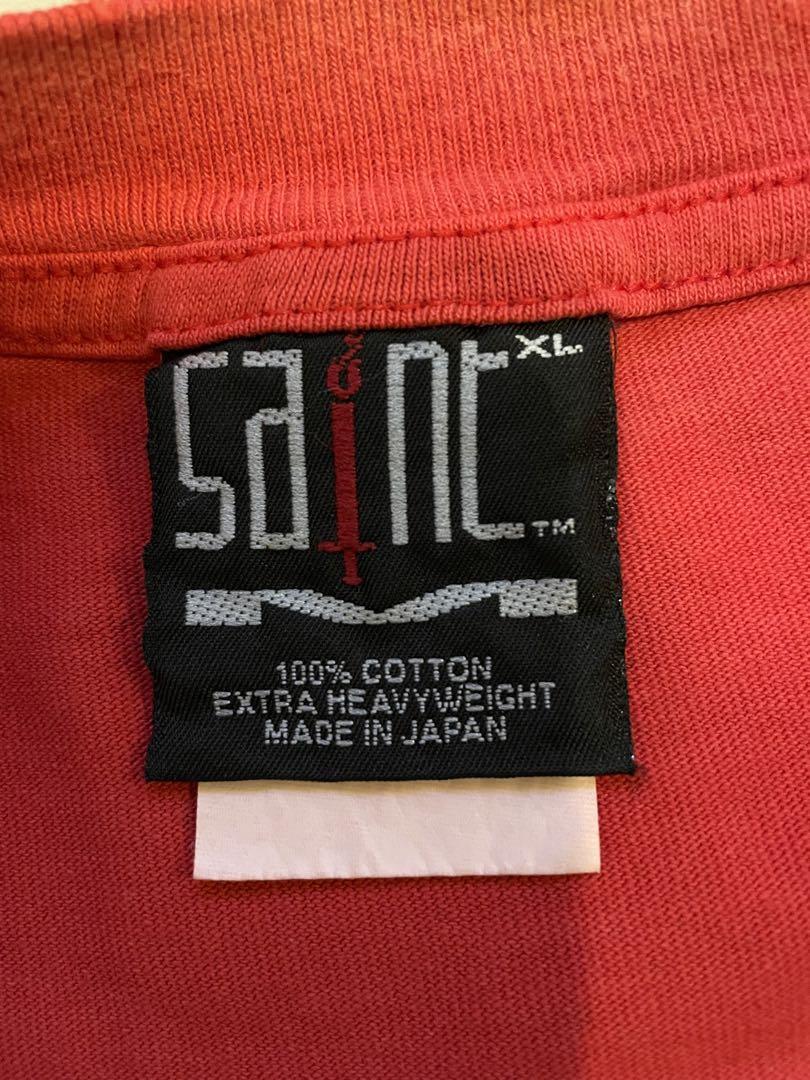 saint XL
TM
100% COTTON
EXTRA HEAVYWEIGHT
MADE IN JAPAN